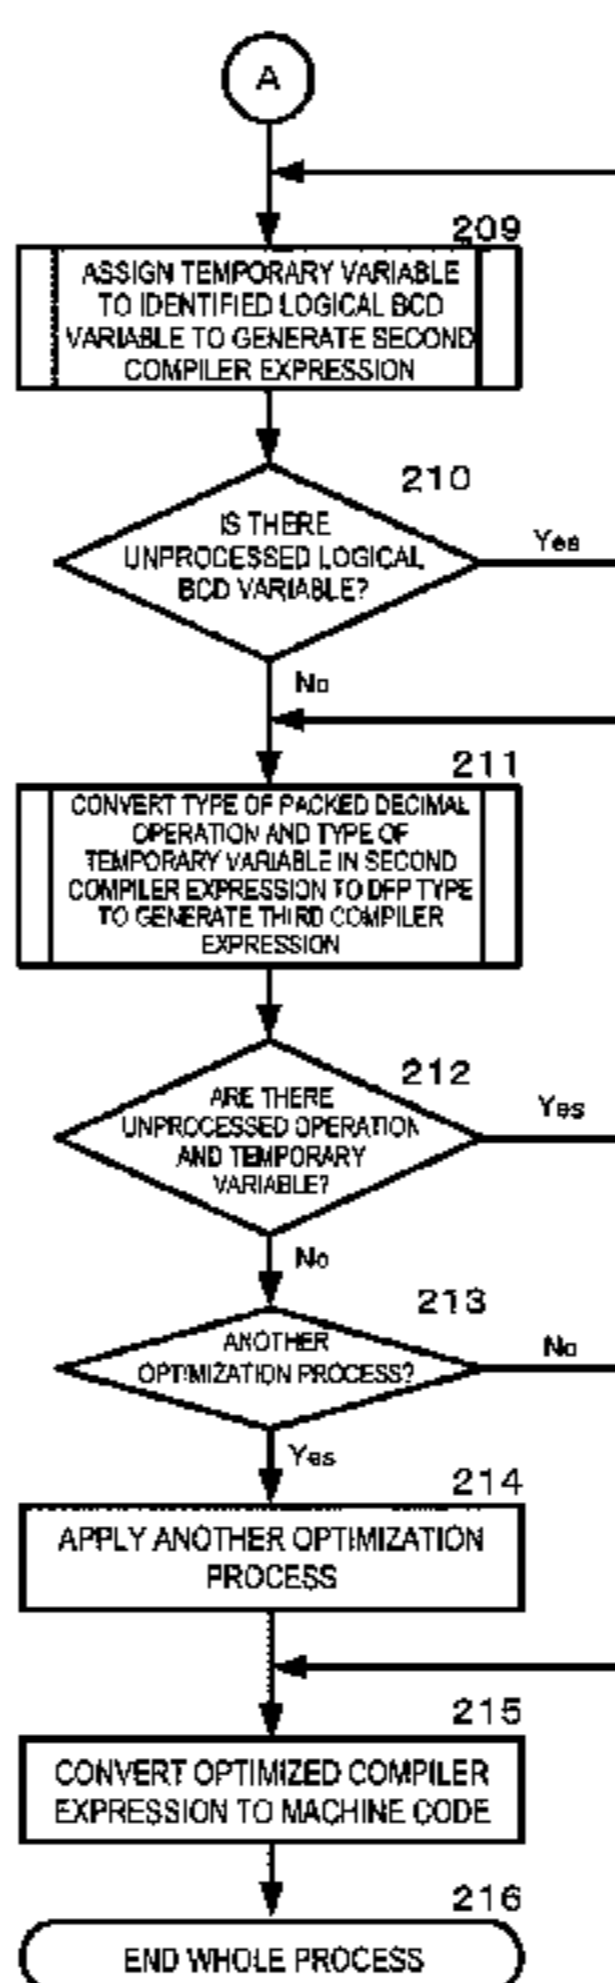 A
209
ASSIGN TEMPORARY VARIABLE
TO IDENTIFIED LOGICAL BCD
VARIABLE TO GENERATE SECOND
COMPILER EXPRESSION
210
IS THERE
UNPROCESSED LOGICAL
BCD VARIABLE?
Yes
No
211
CONVERT TYPE OF PACKED DECIMAL
OPERATION AND TYPE OF
TEMPORARY VARIABLE IN SECOND
COMPILER EXPRESSION TO DFP TYPE
TO GENERATE THIRD COMPILER
EXPRESSION
212
ARE THERE
UNPROCESSED OPERATION
AND TEMPORARY
VARIABLE?
Yes
No
213
ANOTHER
OPTIMIZATION PROCESS?
No
Yes
214
APPLY ANOTHER OPTIMIZATION
PROCESS
215
CONVERT OPTIMIZED COMPILER
EXPRESSION TO MACHINE CODE
216
END WHOLE PROCESS